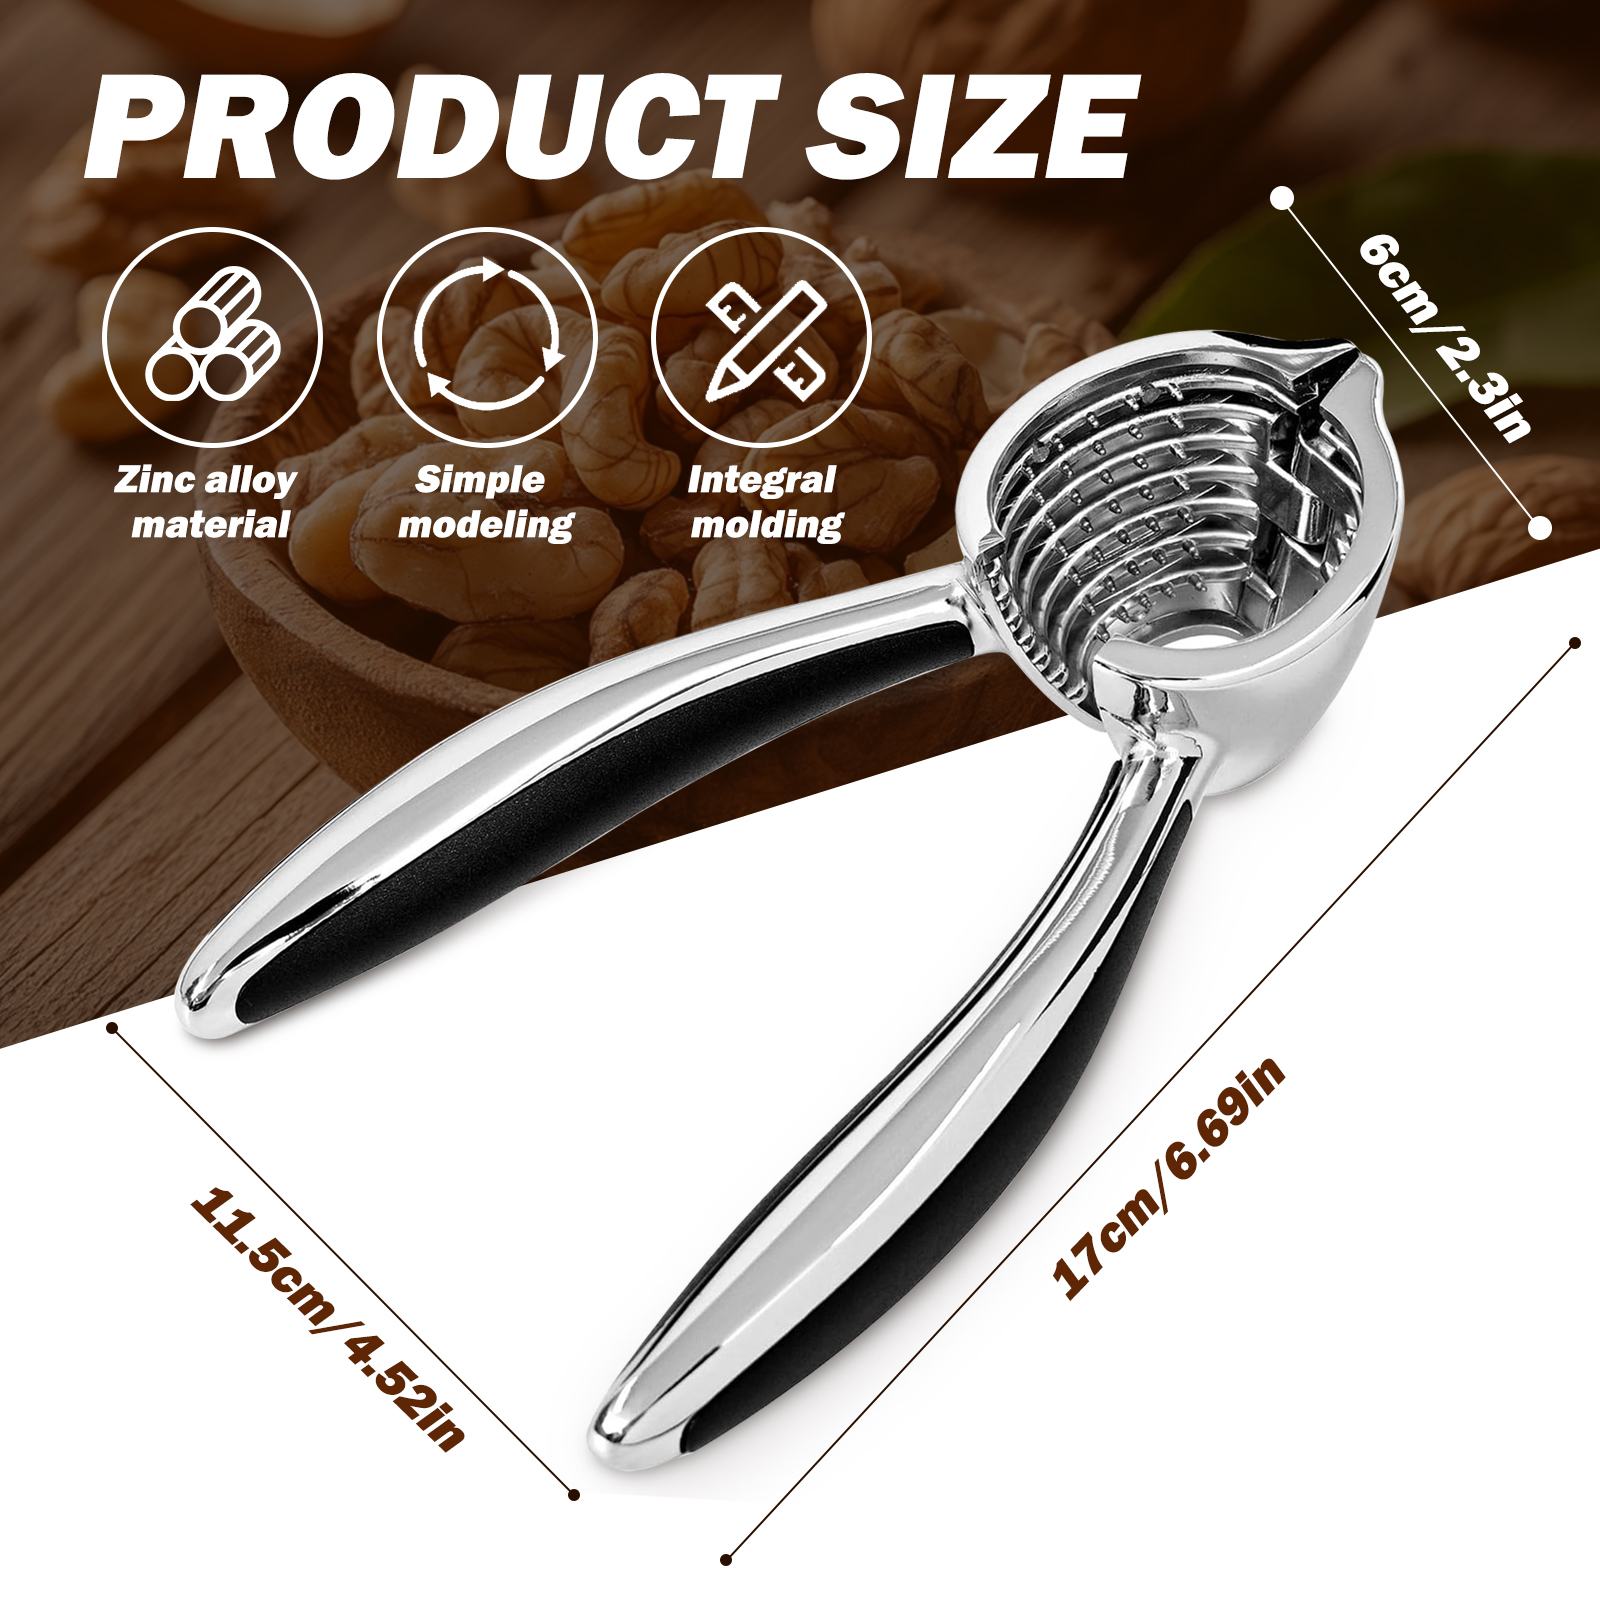 PRODUCT SIZE
Zinc alloy
material
Simple
modeling
Integral
molding
6cm/2.3in
11.5cm/4.52in
17cm/6.69in